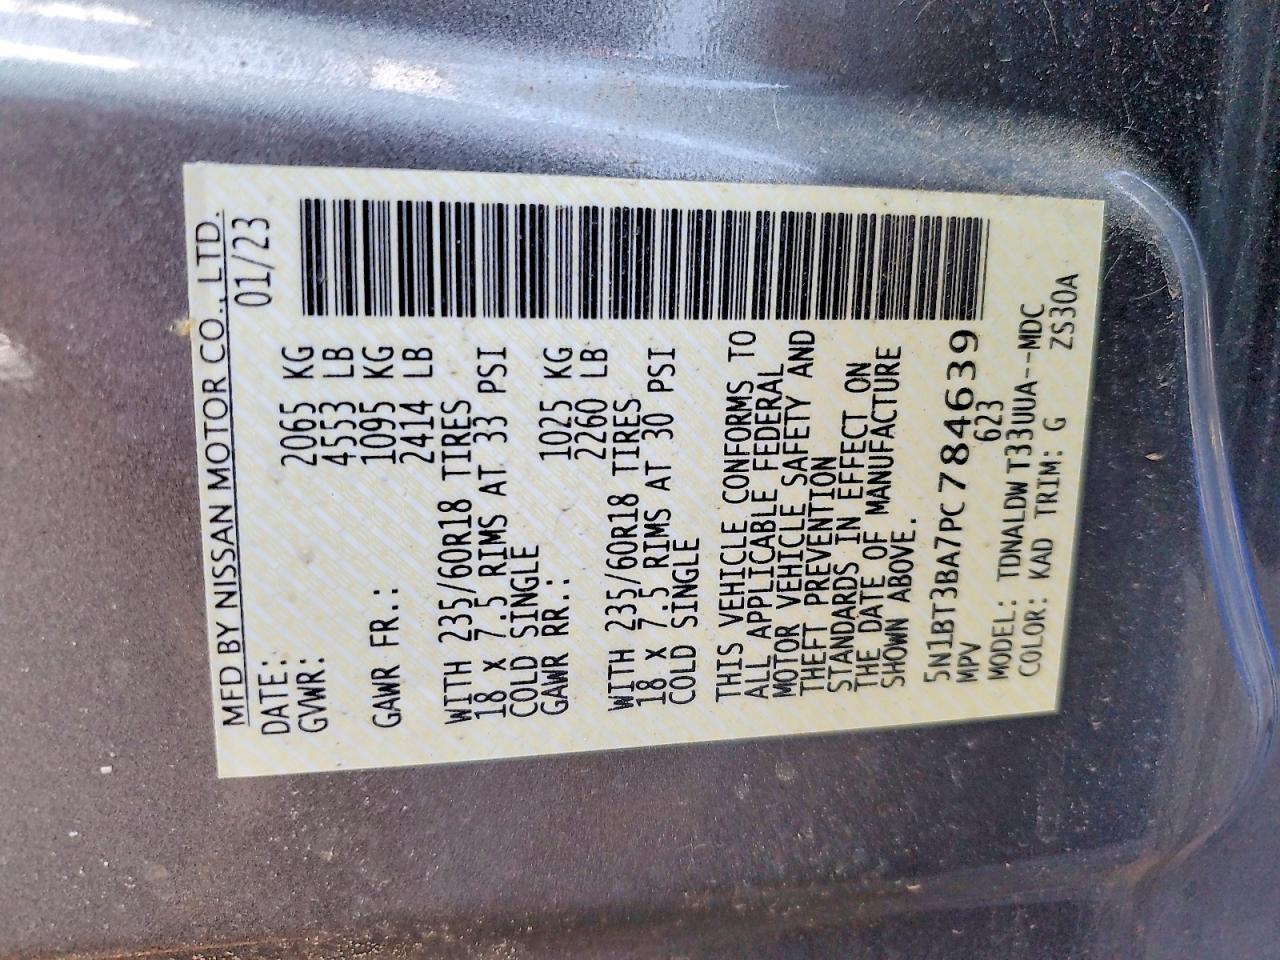 MFD BY NISSAN MOTOR CO., LTD.
DATE: 01/23
GVWR: 2065 KG
4553 LB
GAWR FR.: 1095 KG
2414 LB
WITH 235/60R18 TIRES
18 x 7.5 RIMS AT 33 PSI
COLD SINGLE
GAWR RR.: 1025 KG
2260 LB
WITH 235/60R18 TIRES
18 x 7.5 RIMS AT 30 PSI
COLD SINGLE
THIS VEHICLE CONFORMS TO
ALL APPLICABLE FEDERAL
MOTOR VEHICLE SAFETY AND
THEFT PREVENTION
STANDARDS IN EFFECT ON
THE DATE OF MANUFACTURE
SHOWN ABOVE.
5N1BT3BA7PC784639
MPV 623
MODEL: TDNALDW T33UUA--MDC
COLOR: KAD TRIM: G ZS30A